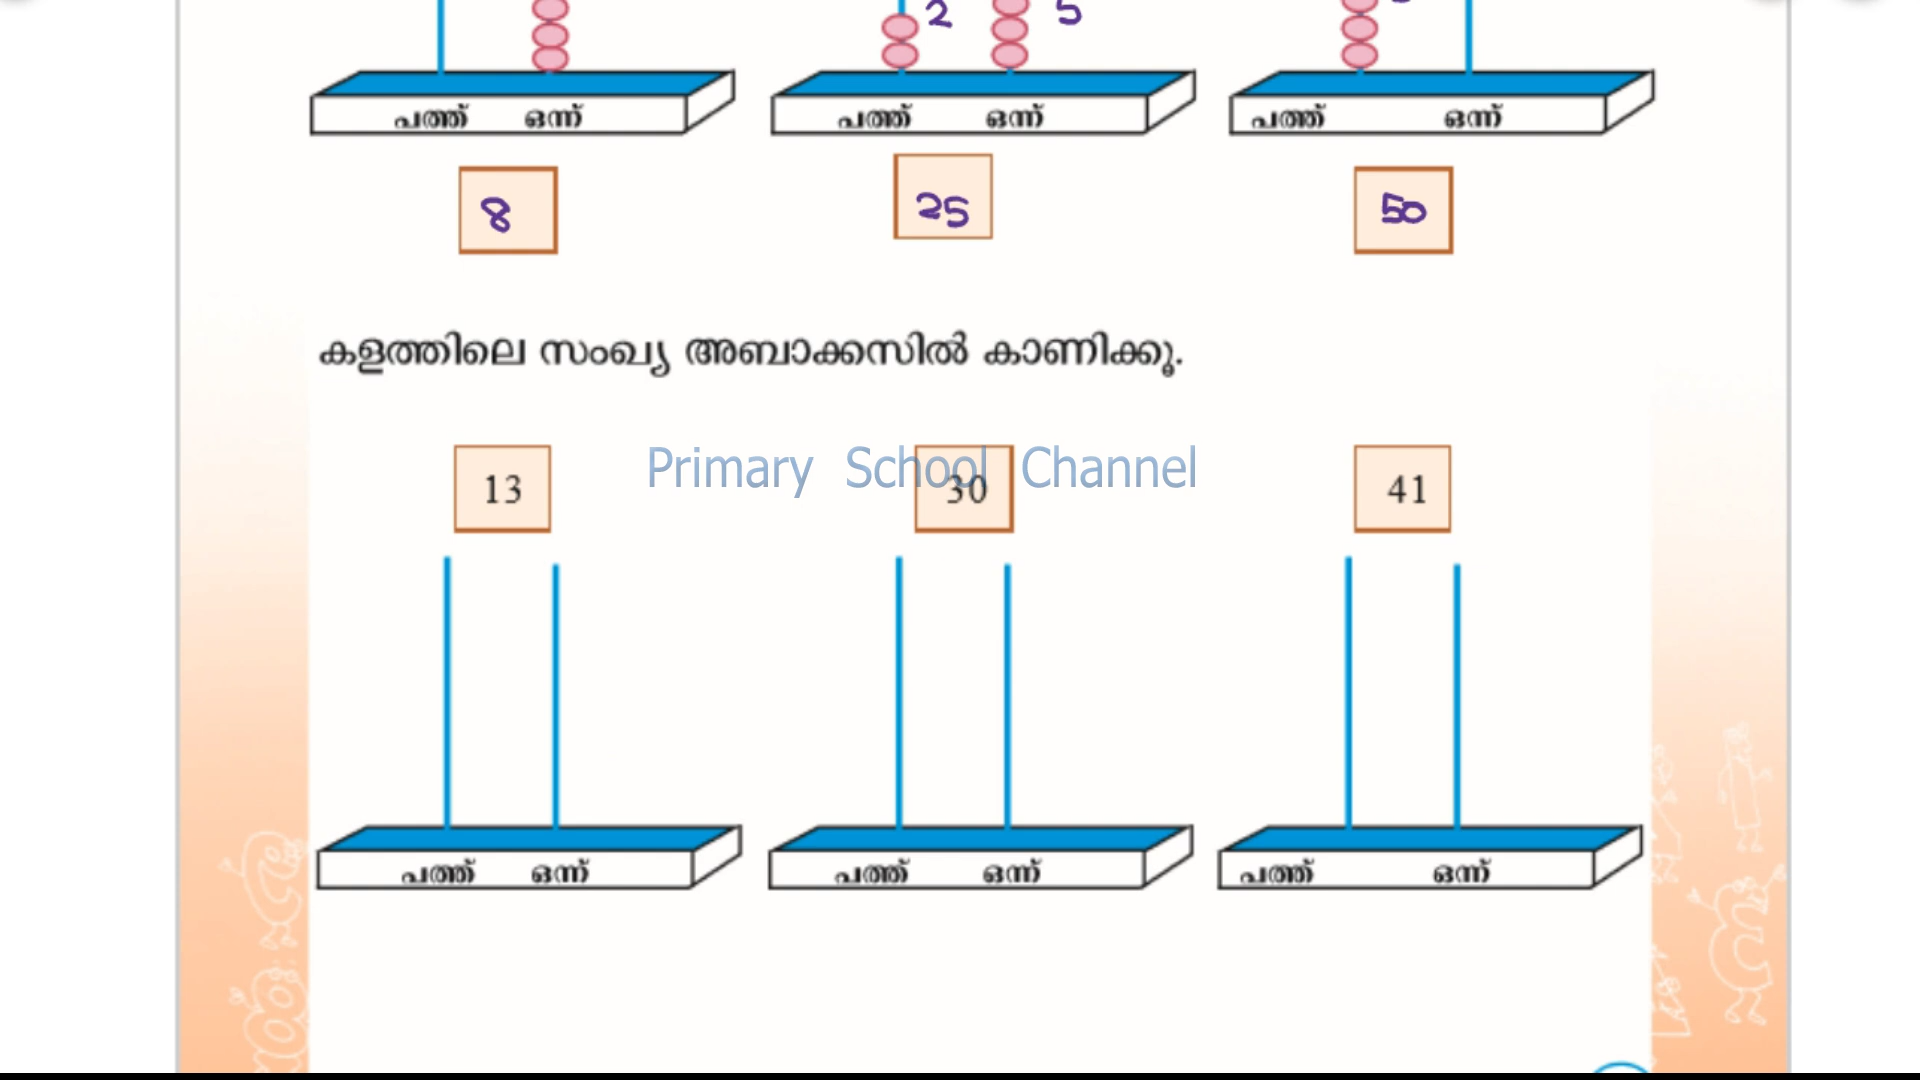 2 5
പത്ത് ഒന്ന് പത്ത് ഒന്ന് പത്ത് ഒന്ന്
8 25 50
കളത്തിലെ സംഖ്യ അബാക്കസിൽ കാണിക്കൂ.
Primary School Channel
13 30 41
പത്ത് ഒന്ന് പത്ത് ഒന്ന് പത്ത് ഒന്ന്